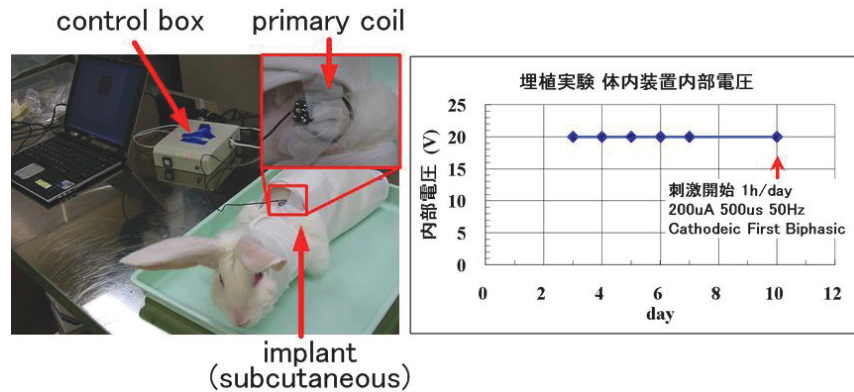 control box
primary coil
implant
(subcutaneous)
埋植実験 体内装置内部電圧
内部電圧 (V)
25
20
15
10
5
0
刺激開始 1h/day
200uA 500us 50Hz
Cathodeic First Biphasic
0 2 4 6 8 10 12
day